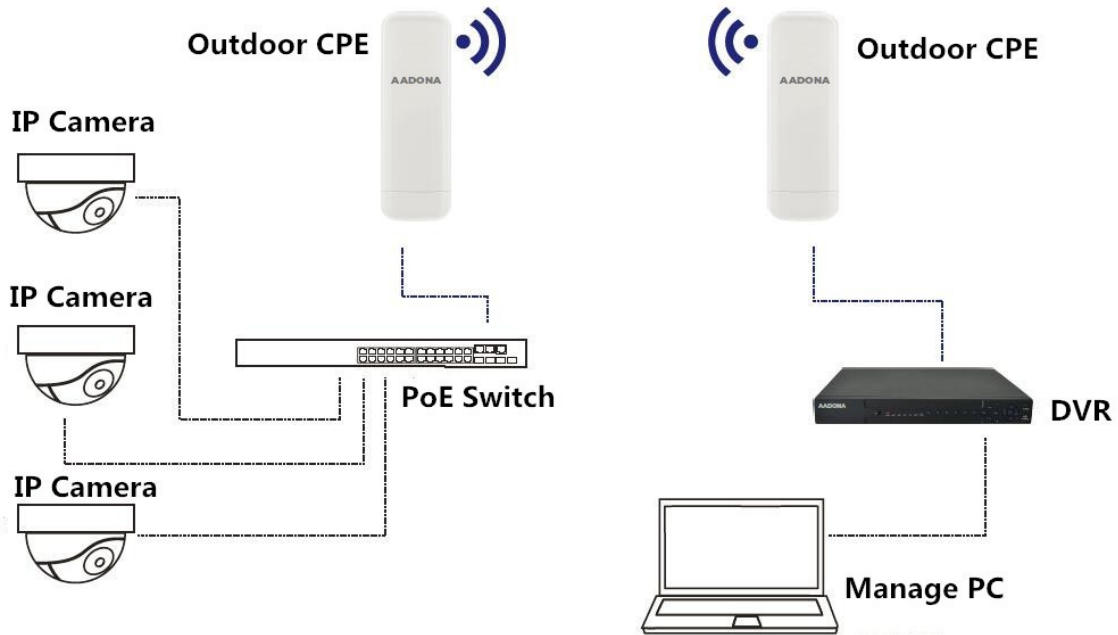 Outdoor CPE
AADONA
Outdoor CPE
AADONA
IP Camera
IP Camera
IP Camera
PoE Switch
AADONA
DVR
Manage PC